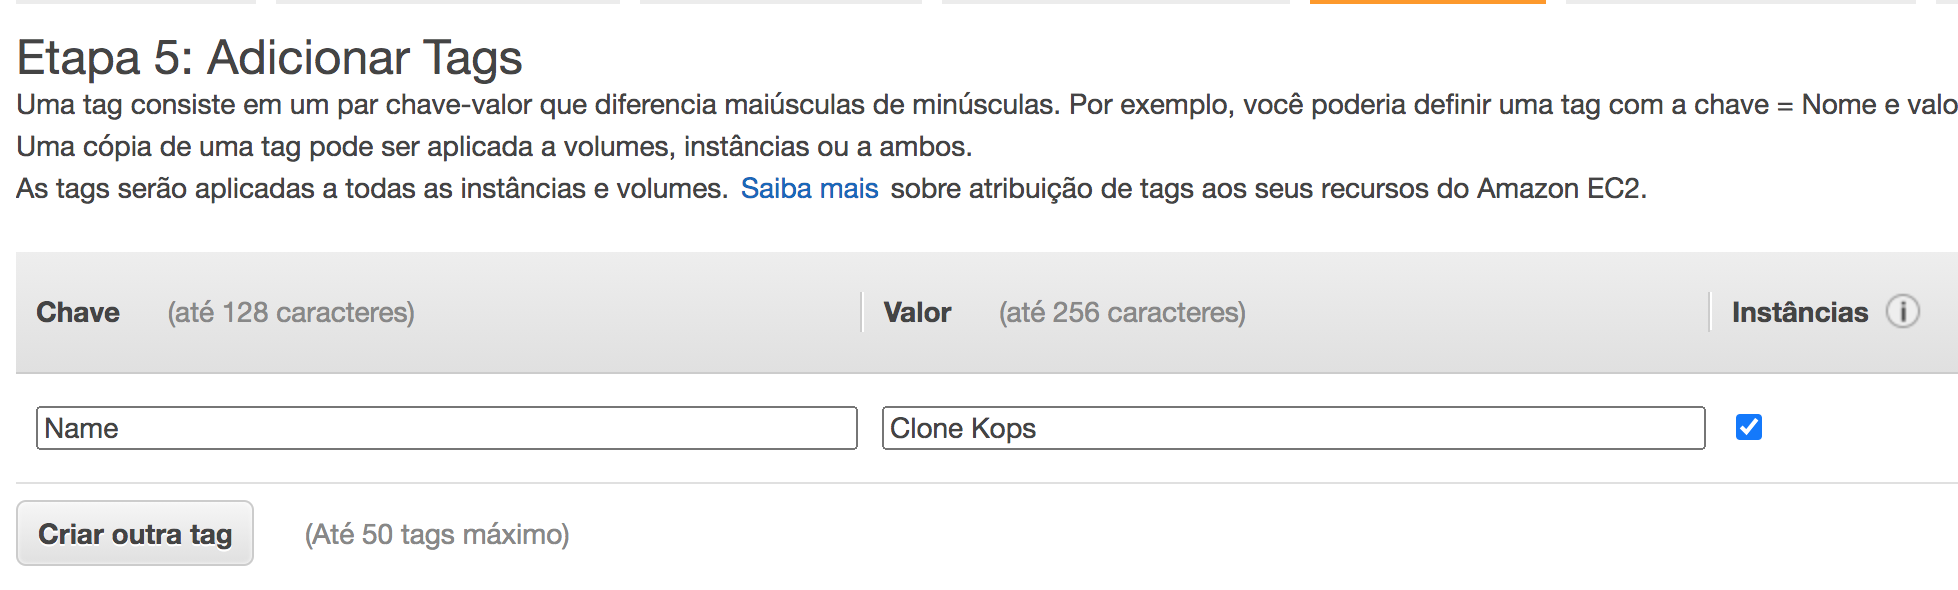 Etapa 5: Adicionar Tags
Uma tag consiste em um par chave-valor que diferencia maiúsculas de minúsculas. Por exemplo, você poderia definir uma tag com a chave = Nome e valo
Uma cópia de uma tag pode ser aplicada a volumes, instâncias ou a ambos.
As tags serão aplicadas a todas as instâncias e volumes. Saiba mais sobre atribuição de tags aos seus recursos do Amazon EC2.
Chave (até 128 caracteres) Valor (até 256 caracteres) Instâncias
Name Clone Kops
Criar outra tag (Até 50 tags máximo)